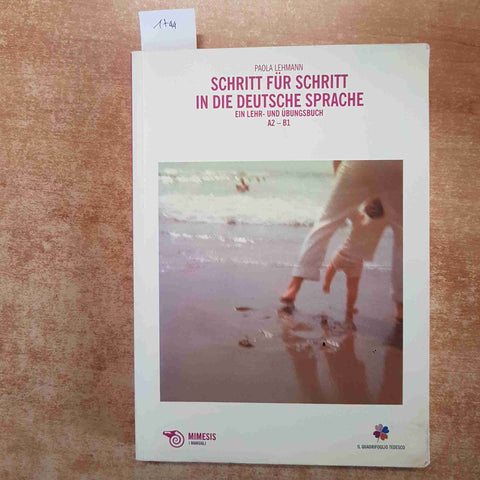 PAOLA LEHMANN
SCHRITT FÜR SCHRITT
IN DIE DEUTSCHE SPRACHE
EIN LEHR- UND ÜBUNGSBUCH
A2 – B1
MIMESIS
I MANUALI
IL QUADRIFOGLIO TEDESCO